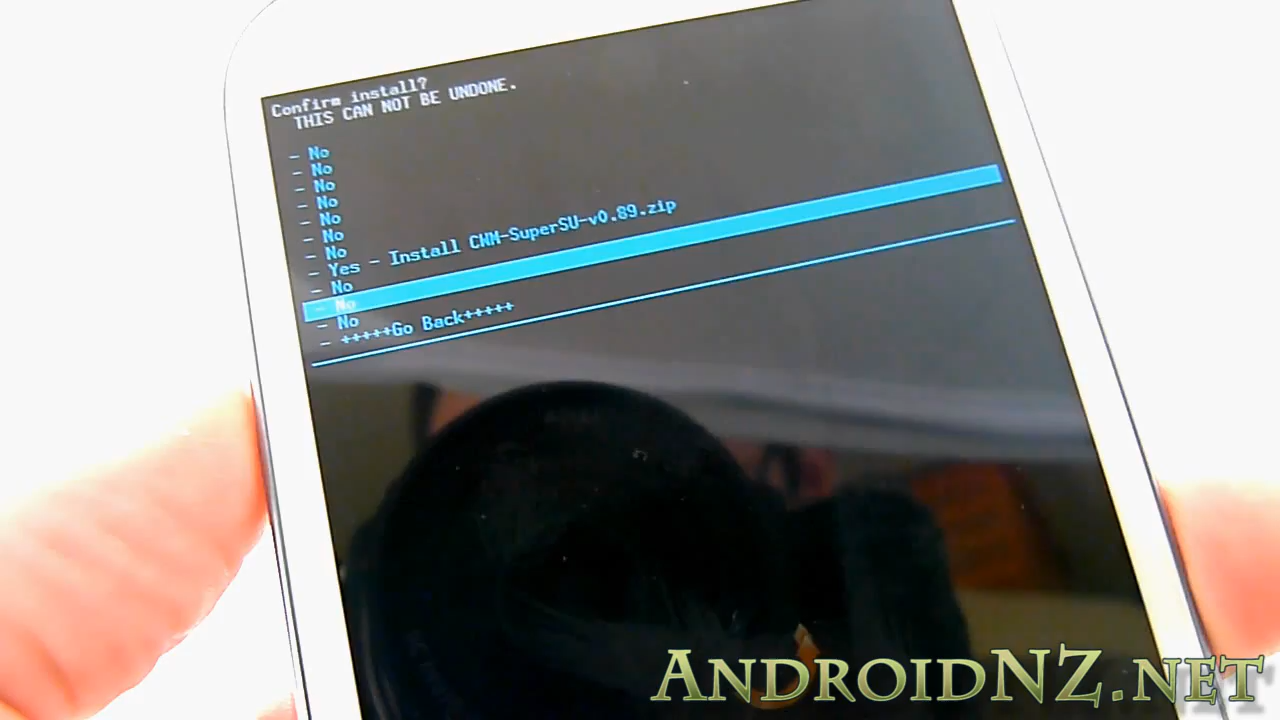 Confirm install?
THIS CAN NOT BE UNDONE.
- No
- No
- No
- No
- No
- No
- No
- Yes - Install CWM-SuperSU-v0.89.zip
- No
- No
- No
- +++++Go Back+++++
ANDROIDNZ.NET